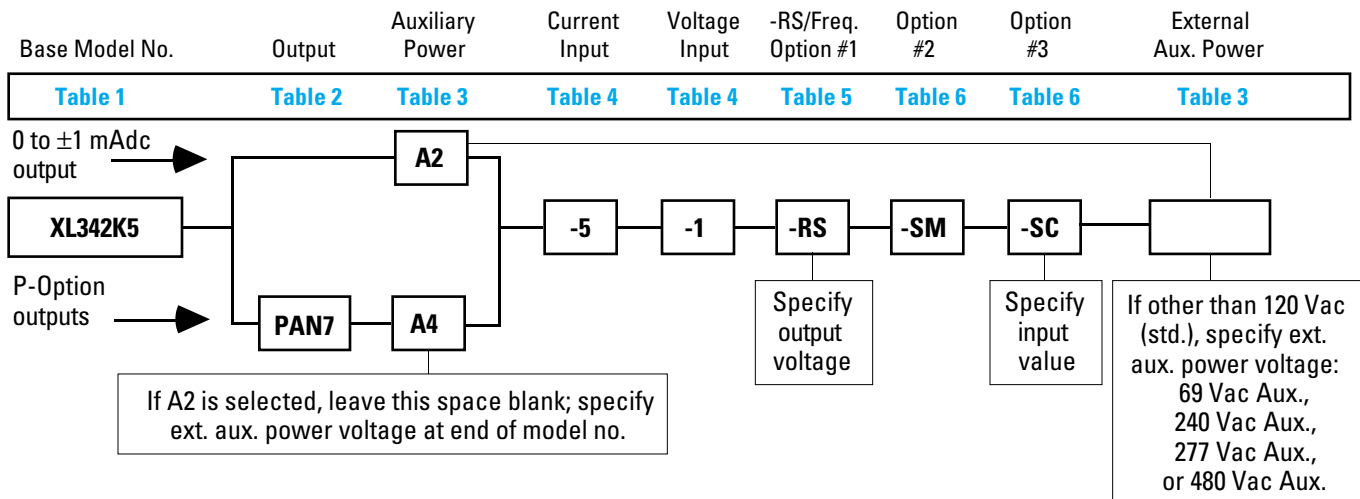 Base Model No.
Output
Auxiliary
Power
Current
Input
Voltage
Input
-RS/Freq.
Option #1
Option
#2
Option
#3
External
Aux. Power
Table 1
Table 2
Table 3
Table 4
Table 4
Table 5
Table 6
Table 6
Table 3
0 to ±1 mAdc
output
A2
XL342K5
-5
-1
-RS
-SM
-SC
P-Option
outputs
PAN7
A4
If A2 is selected, leave this space blank; specify
ext. aux. power voltage at end of model no.
Specify
output
voltage
Specify
input
value
If other than 120 Vac
(std.), specify ext.
aux. power voltage:
69 Vac Aux.,
240 Vac Aux.,
277 Vac Aux.,
or 480 Vac Aux.